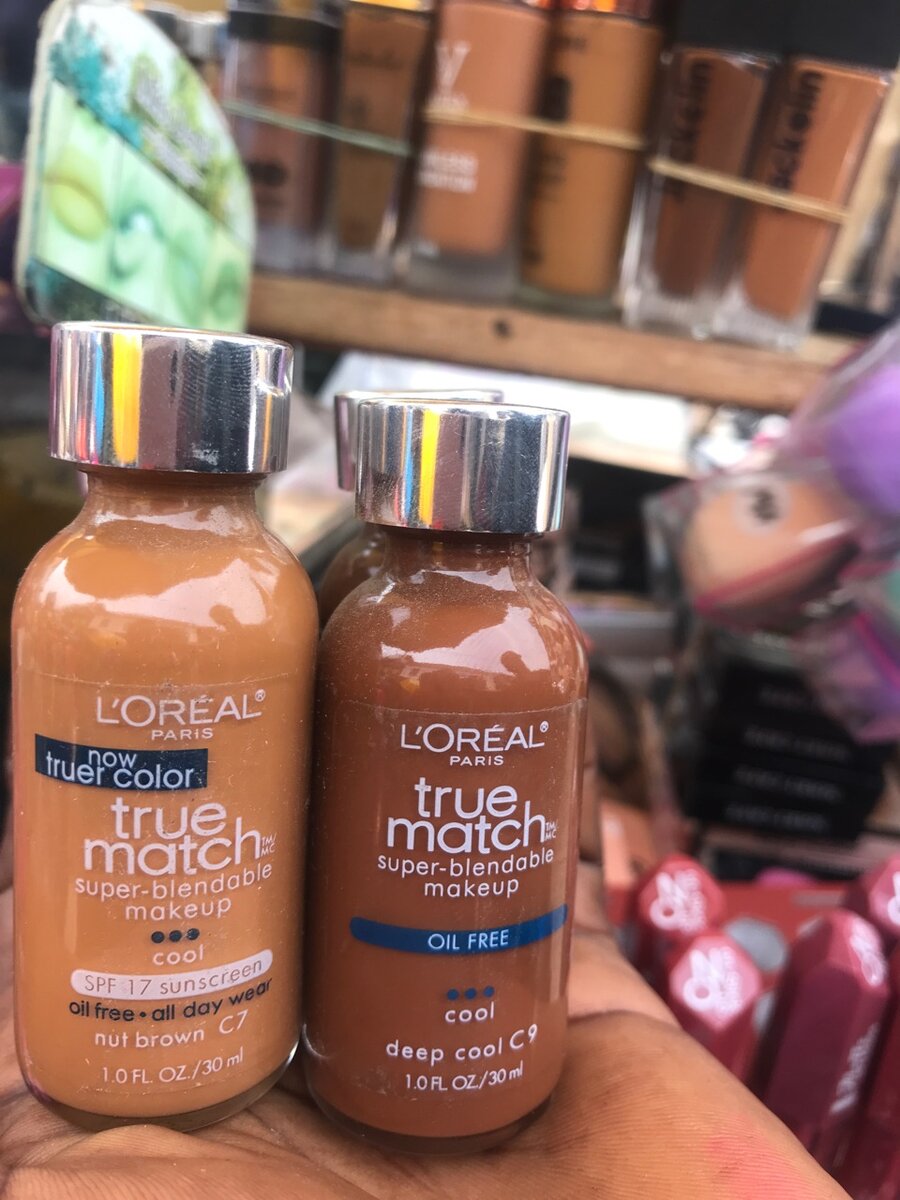 L'ORÉAL®
PARIS
now
truer color
true
match TM/MC
super-blendable
makeup
cool
SPF 17 sunscreen
oil free • all day wear
nut brown C7
1.0 FL. OZ./30 ml
L'ORÉAL®
PARIS
true
match TM/MC
super-blendable
makeup
OIL FREE
cool
deep cool C9
1.0 FL. OZ./30 ml